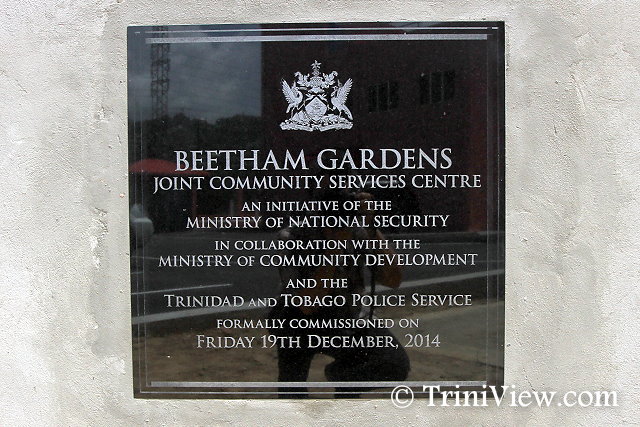 BEETHAM GARDENS
JOINT COMMUNITY SERVICES CENTRE
AN INITIATIVE OF THE
MINISTRY OF NATIONAL SECURITY
IN COLLABORATION WITH THE
MINISTRY OF COMMUNITY DEVELOPMENT
AND THE
TRINIDAD AND TOBAGO POLICE SERVICE
FORMALLY COMMISSIONED ON
FRIDAY 19TH DECEMBER, 2014
© TriniView.com